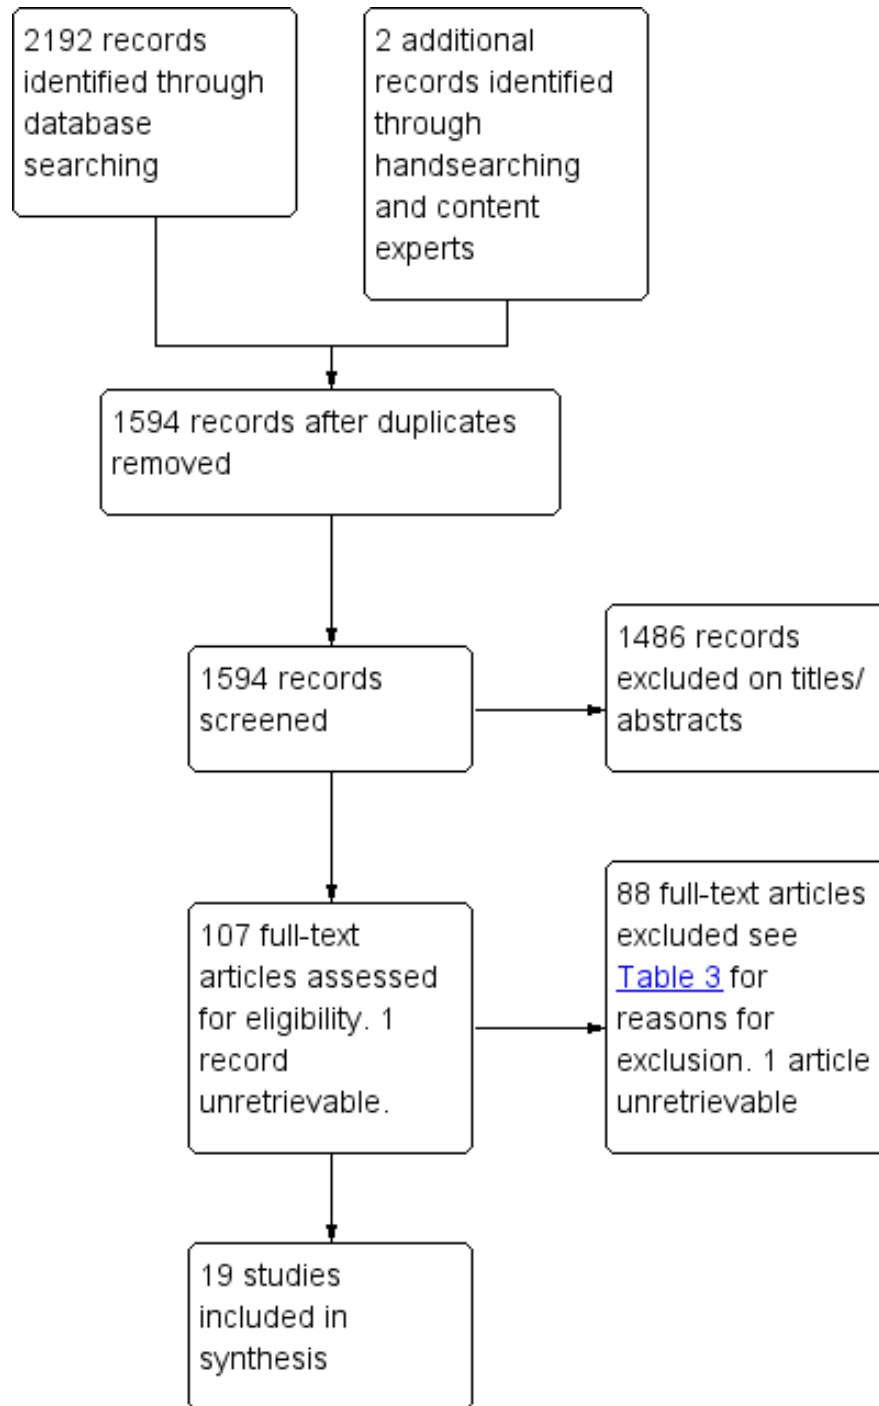 2192 records
identified through
database
searching
2 additional
records identified
through
handsearching
and content
experts
1594 records after duplicates
removed
1594 records
screened
1486 records
excluded on titles/
abstracts
107 full-text
articles assessed
for eligibility. 1
record
unretrievable.
88 full-text articles
excluded see
Table 3 for
reasons for
exclusion. 1 article
unretrievable
19 studies
included in
synthesis